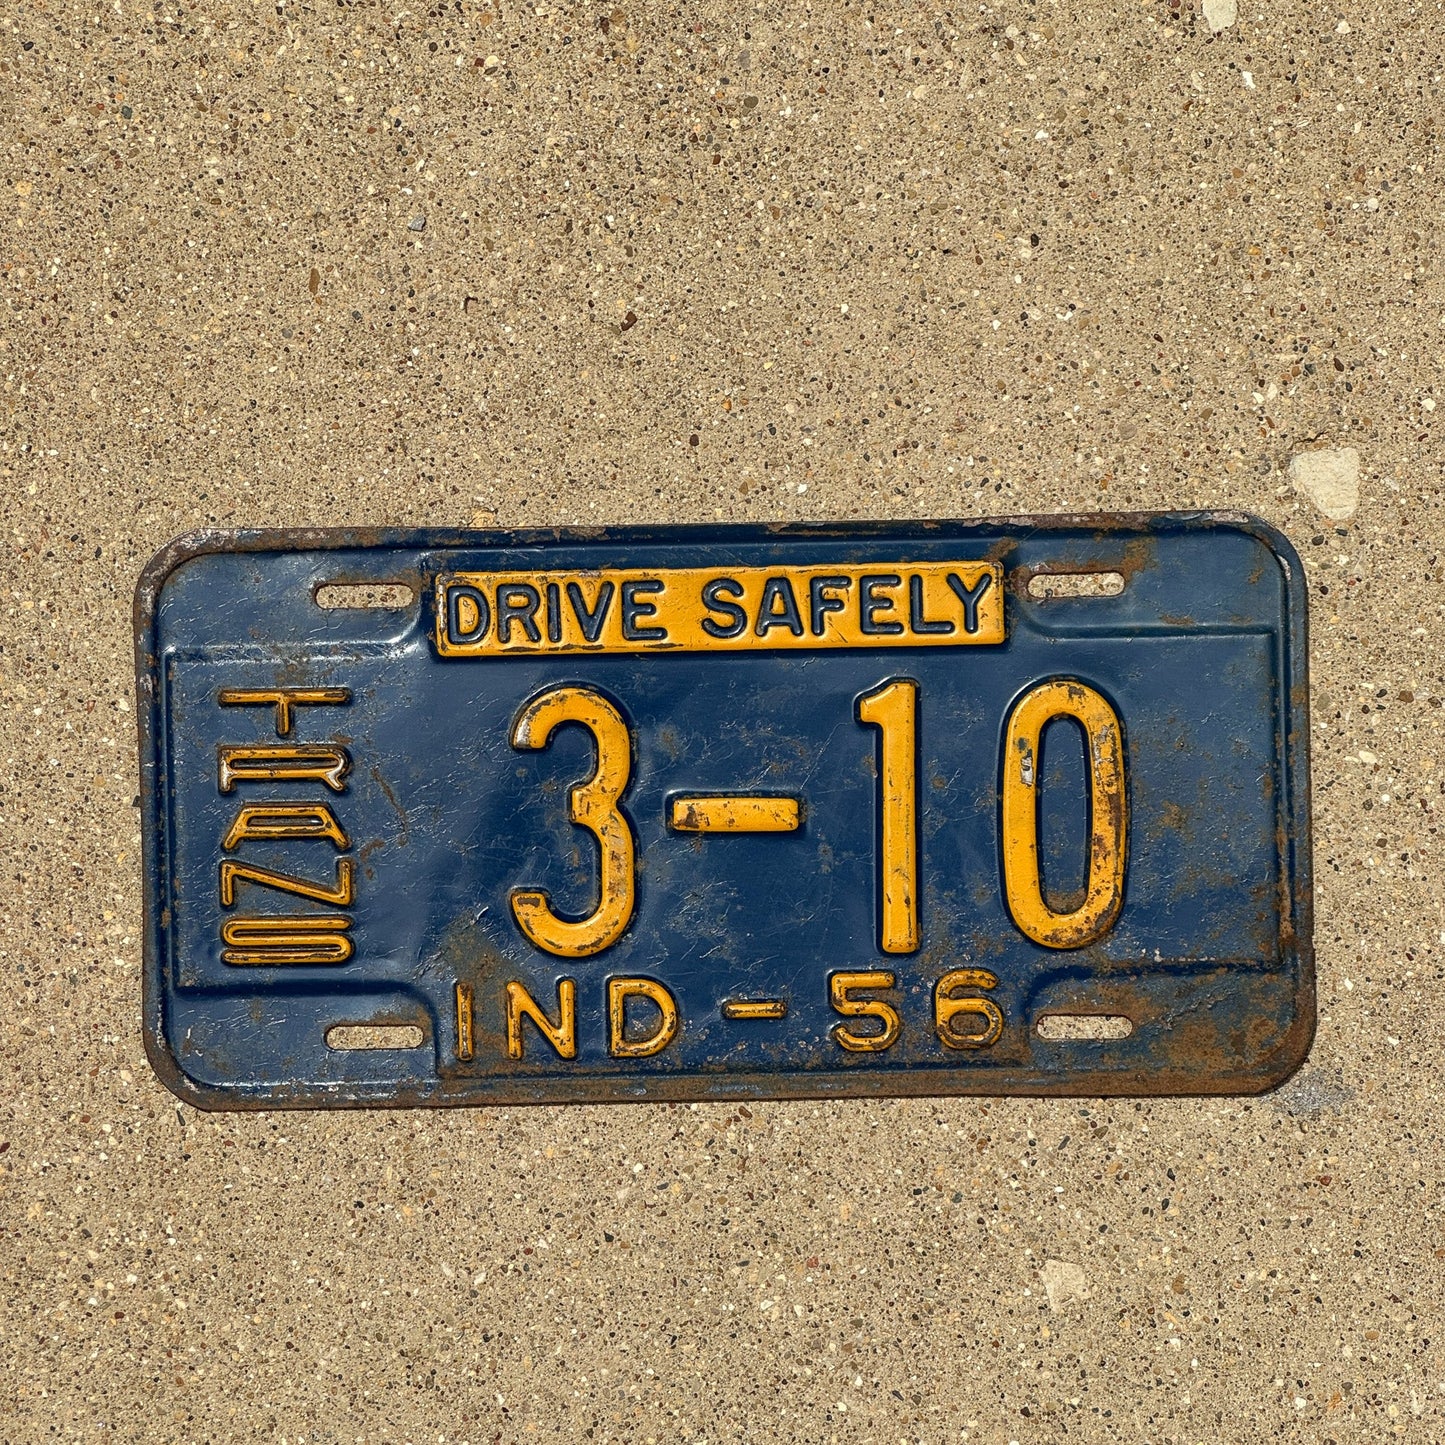 DRIVE SAFELY
TRANS
3-10
IND-56